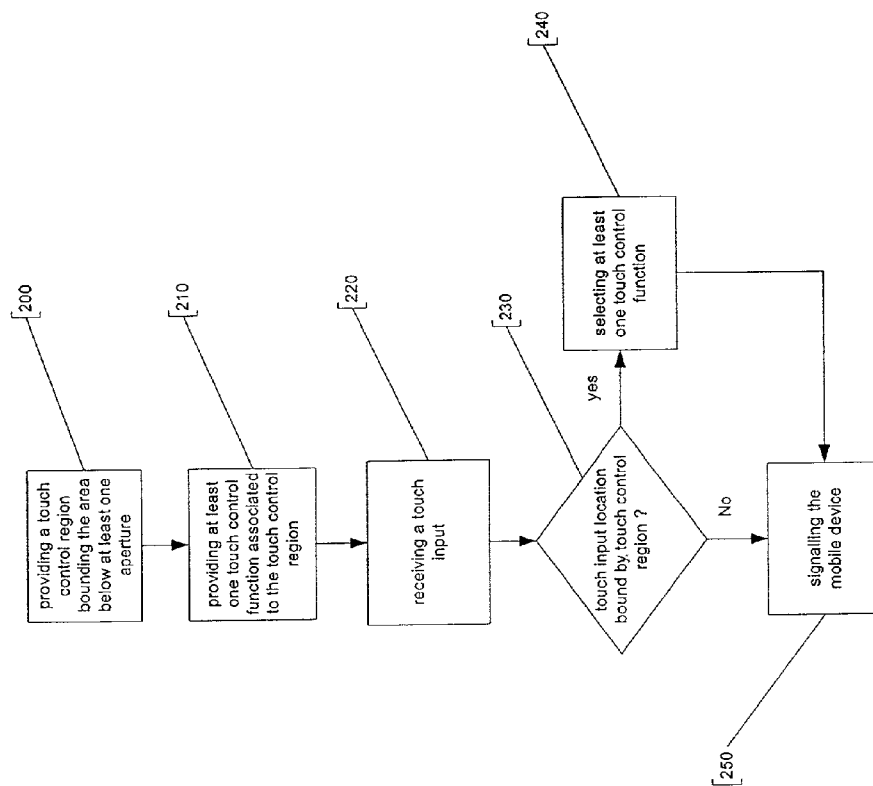 providing a touch
control region
bounding the area
below at least one
aperture
[200
providing at least
one touch control
function associated
to the touch control
region
[210
receiving a touch
input
[220
touch input location
bound by touch control
region ?
[230
yes
selecting at least
one touch control
function
[240
No
signalling the
mobile device
[250